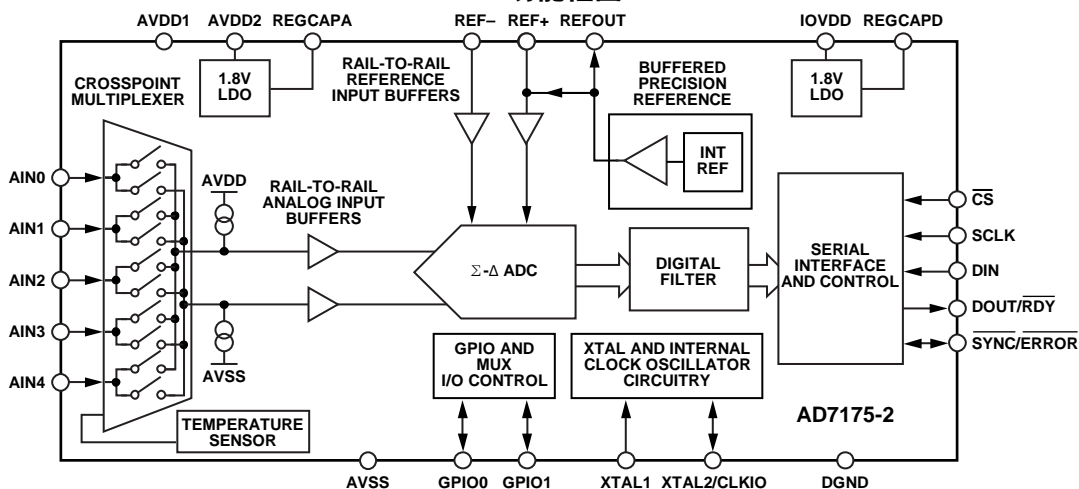 AVDD1 AVDD2 REGCAPA REF– REF+ REFOUT IOVDD REGCAPD
CROSSPOINT
MULTIPLEXER
1.8V
LDO
RAIL-TO-RAIL
REFERENCE
INPUT BUFFERS
BUFFERED
PRECISION
REFERENCE
INT
REF
1.8V
LDO
AIN0
AIN1
AIN2
AIN3
AIN4
AVDD
AVSS
RAIL-TO-RAIL
ANALOG INPUT
BUFFERS
Σ-Δ ADC
DIGITAL
FILTER
SERIAL
INTERFACE
AND CONTROL
CS
SCLK
DIN
DOUT/RDY
SYNC/ERROR
GPIO AND
MUX
I/O CONTROL
XTAL AND INTERNAL
CLOCK OSCILLATOR
CIRCUITRY
TEMPERATURE
SENSOR
AD7175-2
AVSS GPIO0 GPIO1 XTAL1 XTAL2/CLKIO DGND